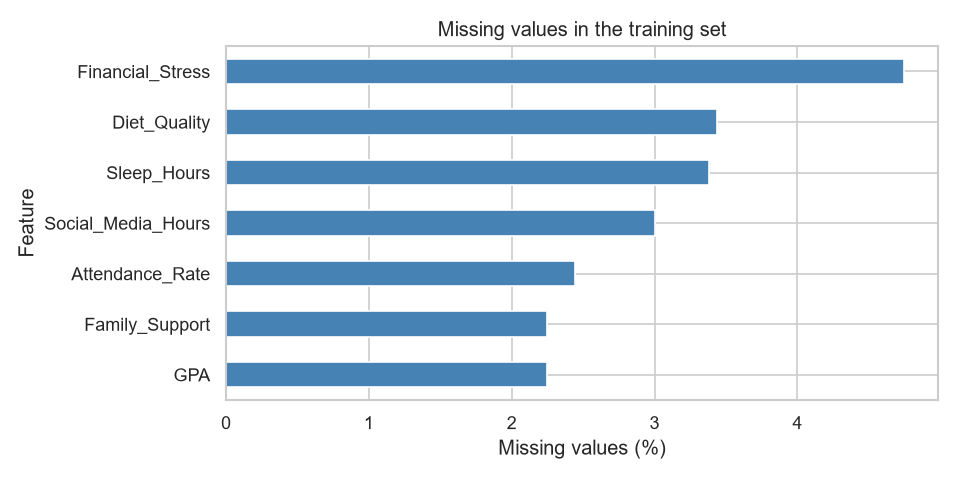 Missing values in the training set
Financial_Stress
Diet_Quality
Sleep_Hours
Social_Media_Hours
Attendance_Rate
Family_Support
GPA
Feature
0 1 2 3 4
Missing values (%)